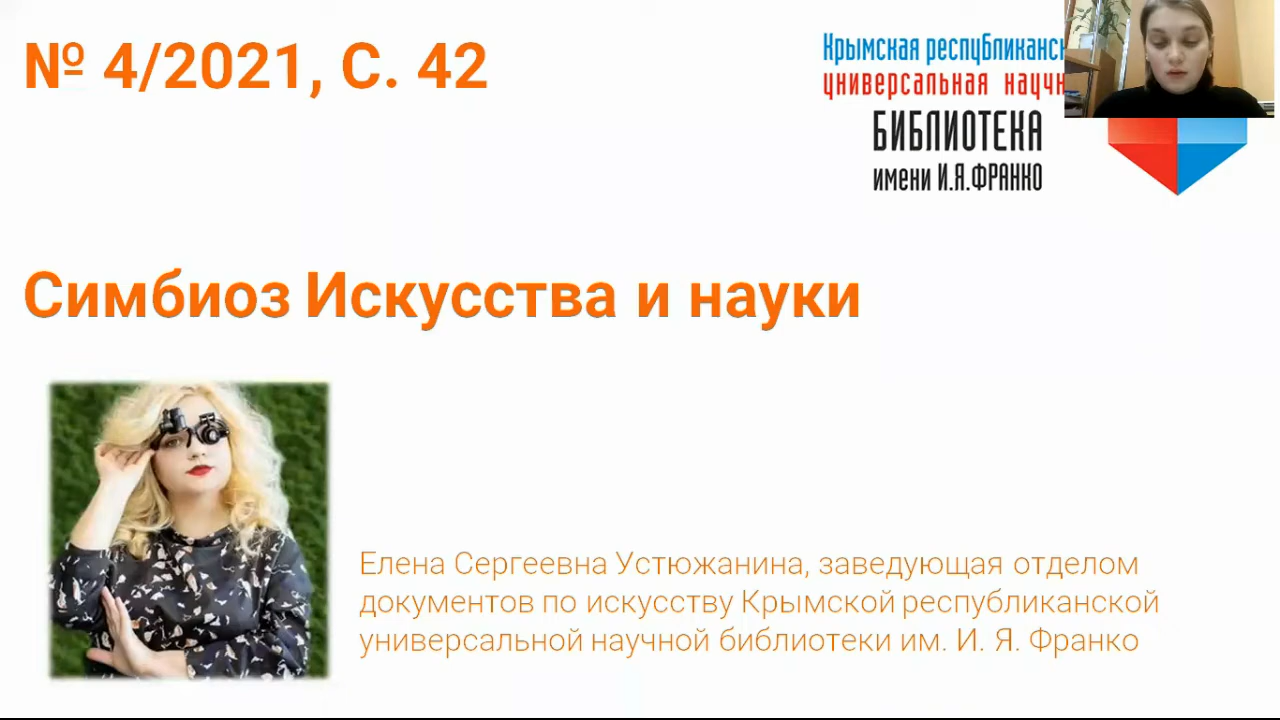 № 4/2021, С. 42
Крымская республиканск
универсальная научн
БИБЛИОТЕКА
имени И.Я.ФРАНКО
Симбиоз Искусства и науки
Елена Сергеевна Устюжанина, заведующая отделом
документов по искусству Крымской республиканской
универсальной научной библиотеки им. И. Я. Франко